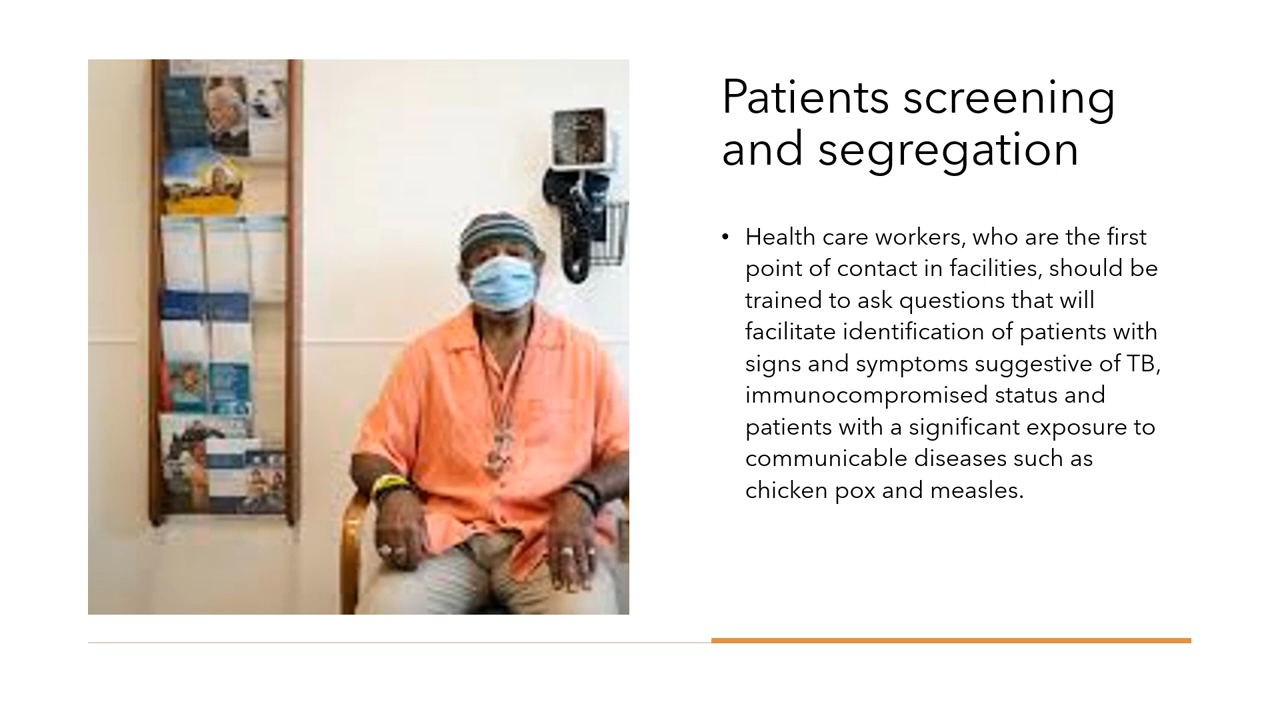 Patients screening
and segregation
• Health care workers, who are the first
point of contact in facilities, should be
trained to ask questions that will
facilitate identification of patients with
signs and symptoms suggestive of TB,
immunocompromised status and
patients with a significant exposure to
communicable diseases such as
chicken pox and measles.